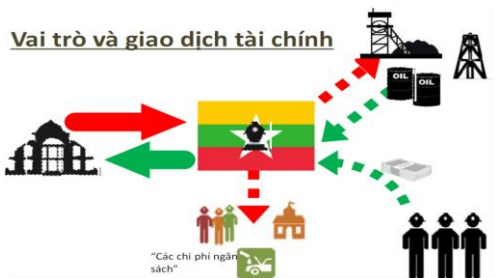 Vai trò và giao dịch tài chính
OIL
OIL
"Các chi phí ngân
sách"